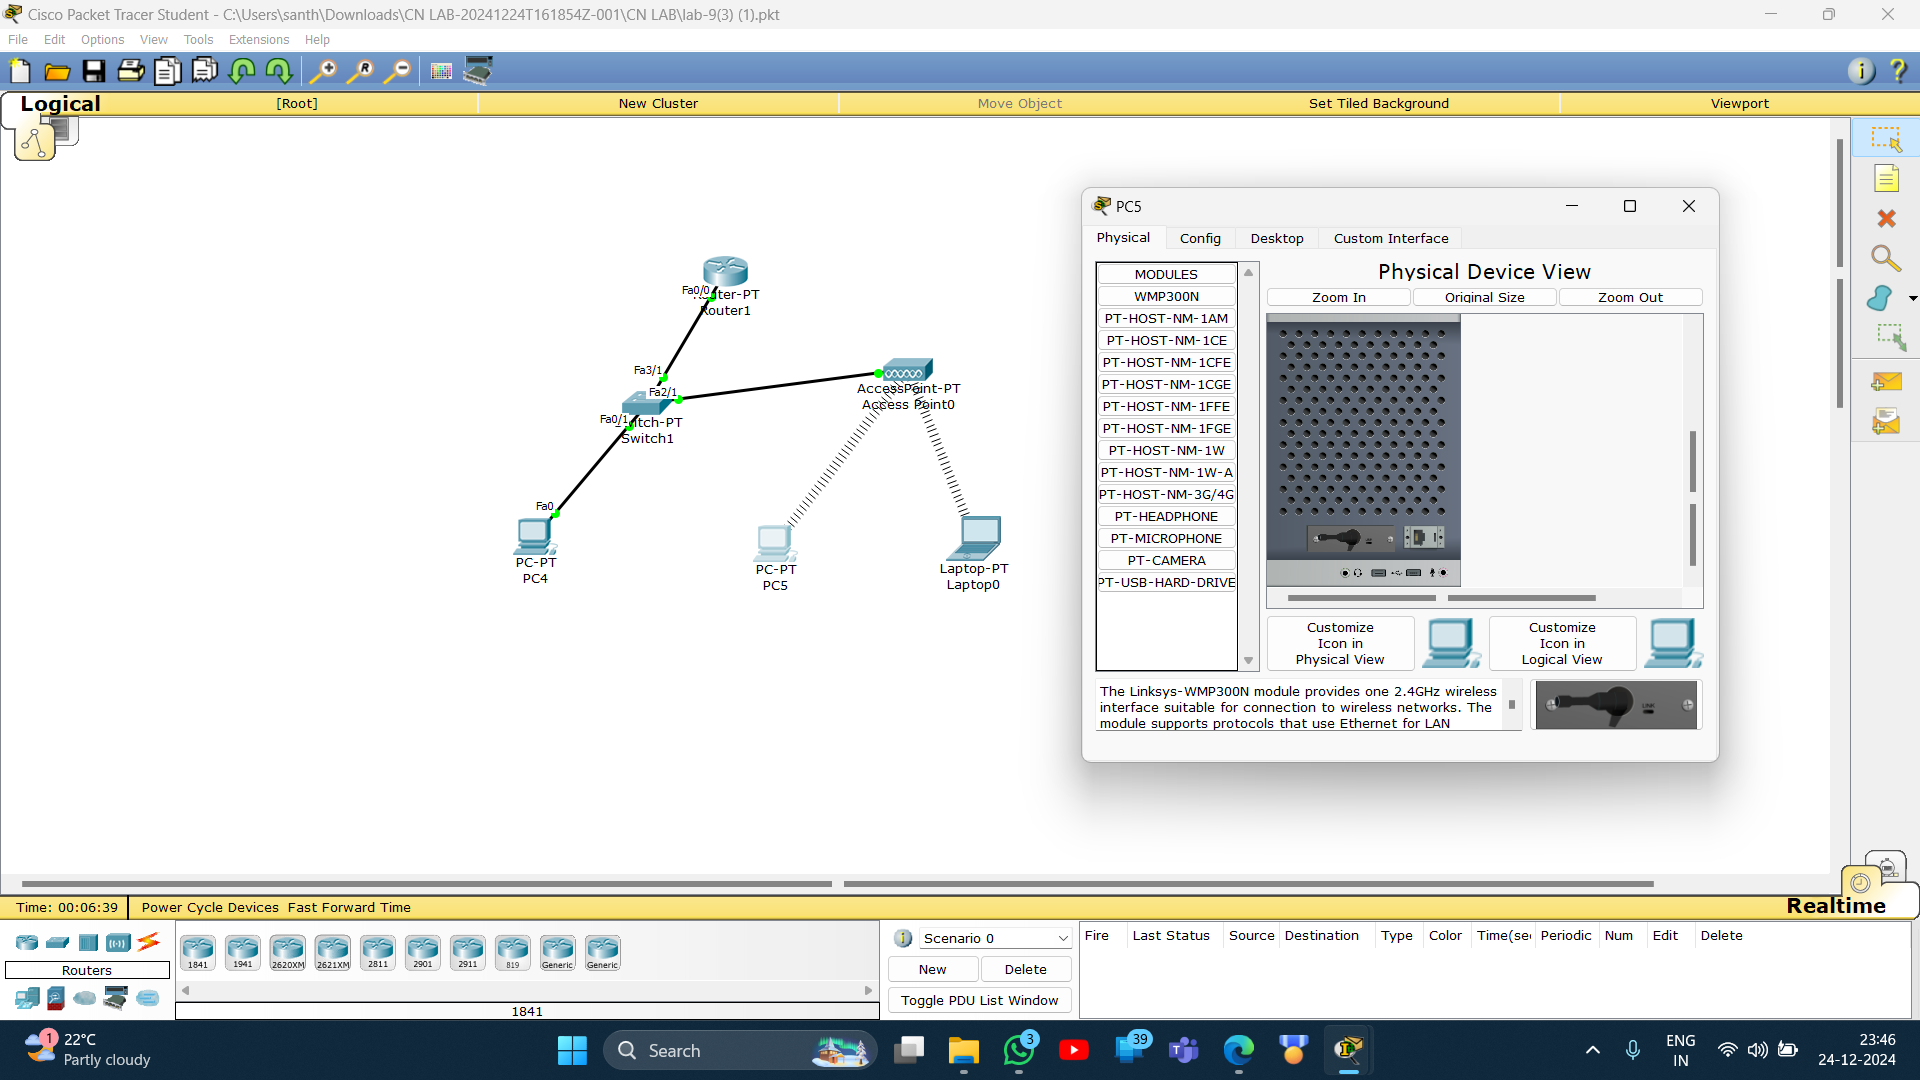 Cisco Packet Tracer Student - C:\Users\santh\Downloads\CN LAB-20241224T161854Z-001\CN LAB\lab-9(3) (1).pkt
File Edit Options View Tools Extensions Help
Logical [Root] New Cluster Move Object Set Tiled Background Viewport
Fa0/0
Router1
Fa3/1
Fa2/1
Fa0/1
Switch1
AccessPoint-PT
Access Point0
Fa0
PC-PT
PC4
PC-PT
PC5
Laptop-PT
Laptop0
PC5
Physical Config Desktop Custom Interface
MODULES
WMP300N
PT-HOST-NM-1AM
PT-HOST-NM-1CE
PT-HOST-NM-1CFE
PT-HOST-NM-1CGE
PT-HOST-NM-1FFE
PT-HOST-NM-1FGE
PT-HOST-NM-1W
PT-HOST-NM-1W-A
PT-HOST-NM-3G/4G
PT-HEADPHONE
PT-MICROPHONE
PT-CAMERA
PT-USB-HARD-DRIVE
Physical Device View
Zoom In Original Size Zoom Out
Customize
Icon in
Physical View
Customize
Icon in
Logical View
The Linksys-WMP300N module provides one 2.4GHz wireless
interface suitable for connection to wireless networks. The
module supports protocols that use Ethernet for LAN
LINK
Time: 00:06:39 Power Cycle Devices Fast Forward Time
Realtime
Routers
1841 1941 2620XM 2621XM 2811 2901 2911 819 Generic Generic
1841
Scenario 0
New Delete
Toggle PDU List Window
Fire Last Status Source Destination Type Color Time(sec Periodic Num Edit Delete
1
22°C
Partly cloudy
Search
3
39
ENG
IN
23:46
24-12-2024